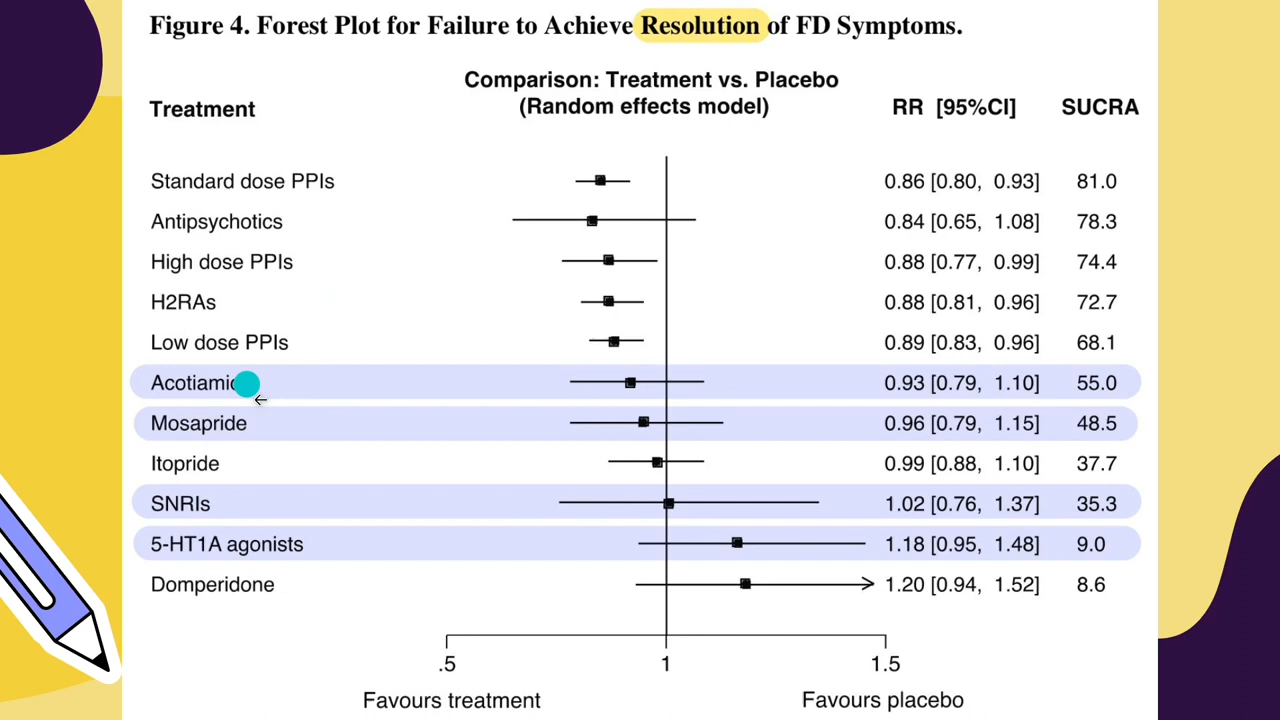 Figure 4. Forest Plot for Failure to Achieve Resolution of FD Symptoms.
Comparison: Treatment vs. Placebo
Treatment (Random effects model) RR [95%CI] SUCRA
Standard dose PPIs 0.86 [0.80, 0.93] 81.0
Antipsychotics 0.84 [0.65, 1.08] 78.3
High dose PPIs 0.88 [0.77, 0.99] 74.4
H2RAs 0.88 [0.81, 0.96] 72.7
Low dose PPIs 0.89 [0.83, 0.96] 68.1
0.93 [0.79, 1.10] 55.0
Mosapride 0.96 [0.79, 1.15] 48.5
Itopride 0.99 [0.88, 1.10] 37.7
SNRIs 1.02 [0.76, 1.37] 35.3
5-HT1A agonists 1.18 [0.95, 1.48] 9.0
Domperidone 1.20 [0.94, 1.52] 8.6
.5 1 1.5
Favours treatment Favours placebo